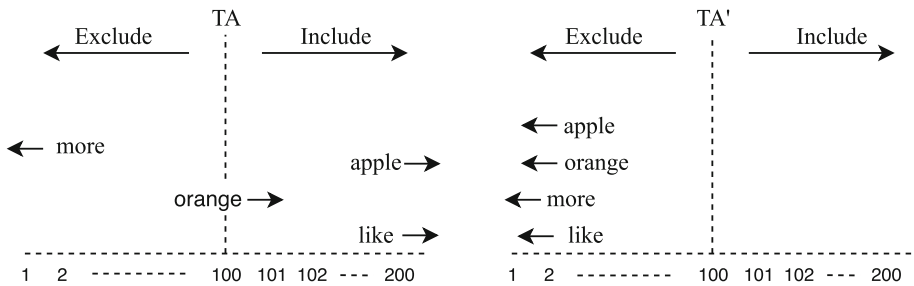 TA
Exclude Include
more
apple
orange
like
1 2 100 101 102 200
TA'
Exclude Include
apple
orange
more
like
1 2 100 101 102 200